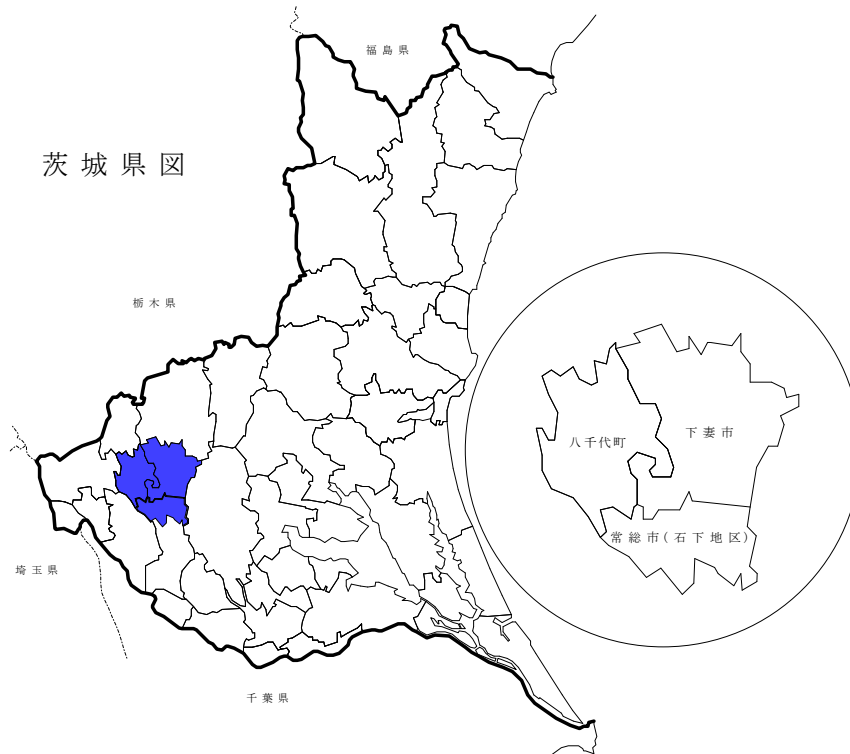 福島県
茨城県図
栃木県
八千代町
下妻市
常総市(石下地区)
埼玉県
千葉県